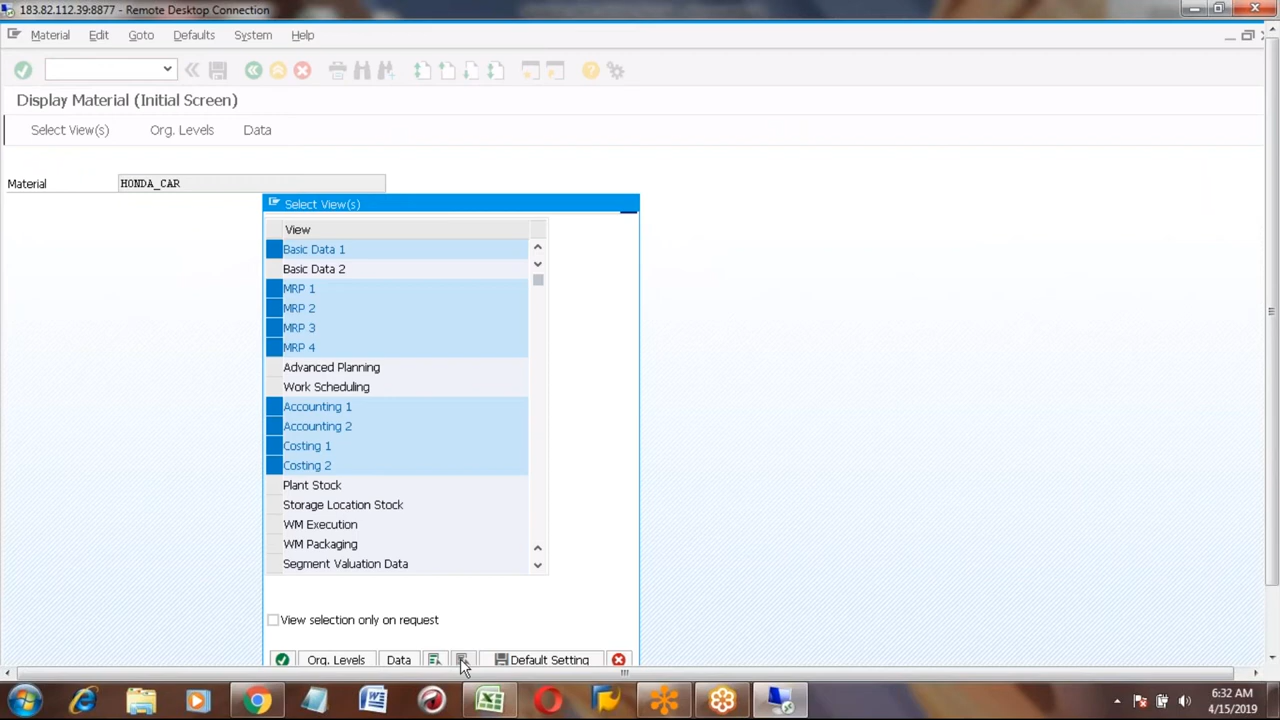 183.82.112.39:8877 - Remote Desktop Connection
Material Edit Goto Defaults System Help
Display Material (Initial Screen)
Select View(s) Org. Levels Data
Material HONDA_CAR
Select View(s)
View
Basic Data 1
Basic Data 2
MRP 1
MRP 2
MRP 3
MRP 4
Advanced Planning
Work Scheduling
Accounting 1
Accounting 2
Costing 1
Costing 2
Plant Stock
Storage Location Stock
WM Execution
WM Packaging
Segment Valuation Data
View selection only on request
Org. Levels Data Default Setting
6:32 AM
4/15/2019